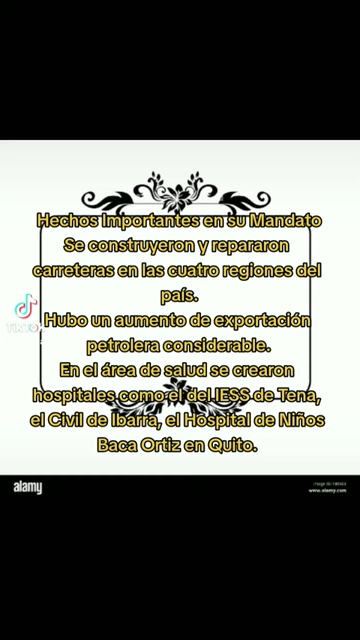 Hechos Importantes en su Mandato
Se construyeron y repararon
carreteras en las cuatro regiones del
país.
Hubo un aumento de exportación
petrolera considerable.
En el área de salud se crearon
hospitales como el del IESS de Tena,
el Civil de Ibarra, el Hospital de Niños
Baca Ortiz en Quito.
TikTok
alamy
www.alamy.com